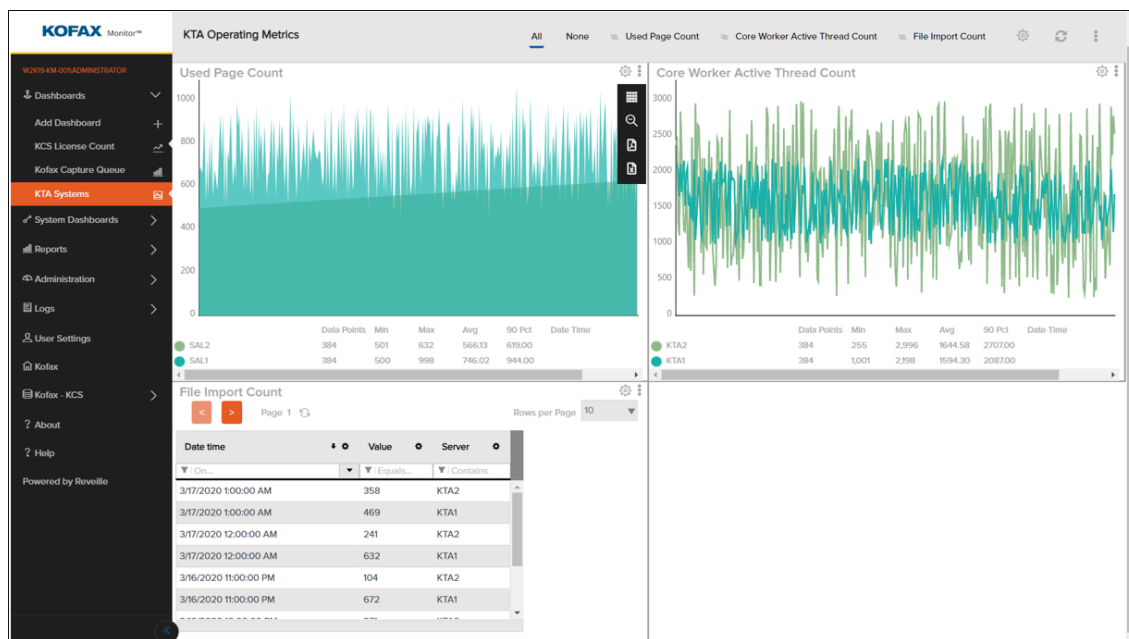 KOFAX Monitor™
W2K19-KM-001\ADMINISTRATOR
Dashboards
Add Dashboard
KCS License Count
Kofax Capture Queue
KTA Systems
System Dashboards
Reports
Administration
Logs
User Settings
Kofax
Kofax - KCS
? About
? Help
Powered by Reveille
KTA Operating Metrics
All None Used Page Count Core Worker Active Thread Count File Import Count
Used Page Count
1000
800
600
400
200
0
Data Points Min Max Avg 90 Pct Date Time
SAL2 384 501 632 566.13 619.00
SAL1 384 500 998 746.02 944.00
Core Worker Active Thread Count
3000
2500
2000
1500
1000
500
0
Data Points Min Max Avg 90 Pct Date Time
KTA2 384 255 2,996 1644.58 2707.00
KTA1 384 1,001 2,198 1594.30 2087.00
File Import Count
< > Page 1 Rows per Page 10
Date time Value Server
On... Equals... Contains
3/17/2020 1:00:00 AM 358 KTA2
3/17/2020 1:00:00 AM 469 KTA1
3/17/2020 12:00:00 AM 241 KTA2
3/17/2020 12:00:00 AM 632 KTA1
3/16/2020 11:00:00 PM 104 KTA2
3/16/2020 11:00:00 PM 672 KTA1